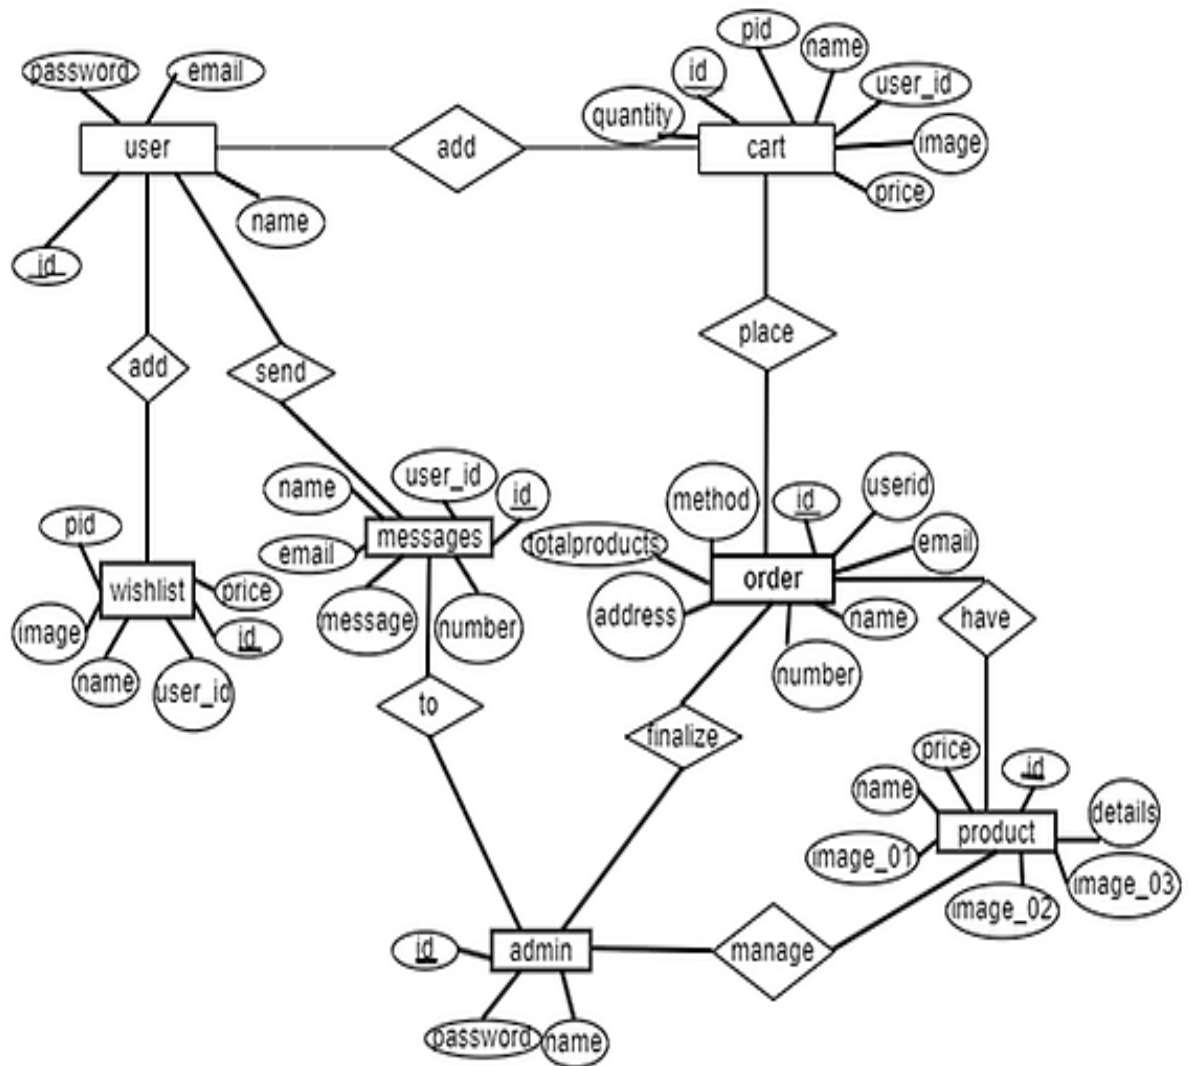 pid
name
id
user_id
password
email
quantity
user
add
cart
image
price
name
id
place
add
send
user_id
name
id
userid
method
id
pid
messages
totalproducts
email
email
order
wishlist
price
address
name
have
message
number
image
id
number
name
user_id
to
finalize
price
id
name
details
product
image_01
image_03
image_02
id
admin
manage
password
name